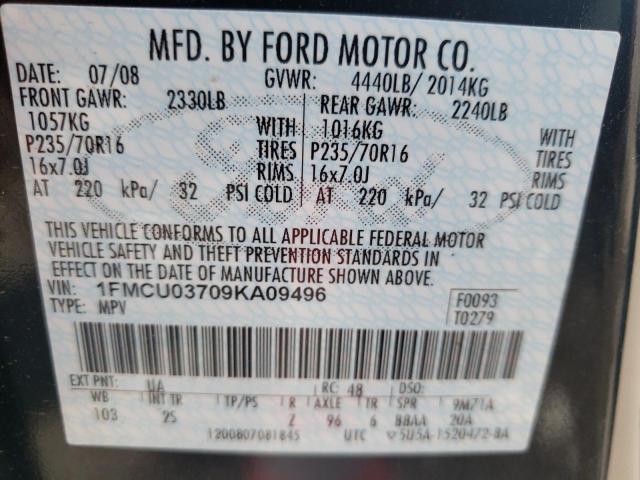 MFD. BY FORD MOTOR CO.
DATE: 07/08 GVWR: 4440LB/ 2014KG
FRONT GAWR: 2330LB REAR GAWR: 2240LB
1057KG WITH 1016KG WITH
P235/70R16 TIRES P235/70R16 TIRES
16x7.0J RIMS 16x7.0J RIMS
AT 220 kPa/ 32 PSI COLD AT 220 kPa/ 32 PSI COLD
THIS VEHICLE CONFORMS TO ALL APPLICABLE FEDERAL MOTOR
VEHICLE SAFETY AND THEFT PREVENTION STANDARDS IN
EFFECT ON THE DATE OF MANUFACTURE SHOWN ABOVE.
VIN: 1FMCU03709KA09496 F0093
TYPE: MPV T0279
EXT PNT: UA RC: 48 DSO:
WB INT TR TP/PS R AXLE TR SPR 9M71A
103 25 Z 96 6 BBAA 20A
1200807081845 UTC 5U5A-1520472-BA